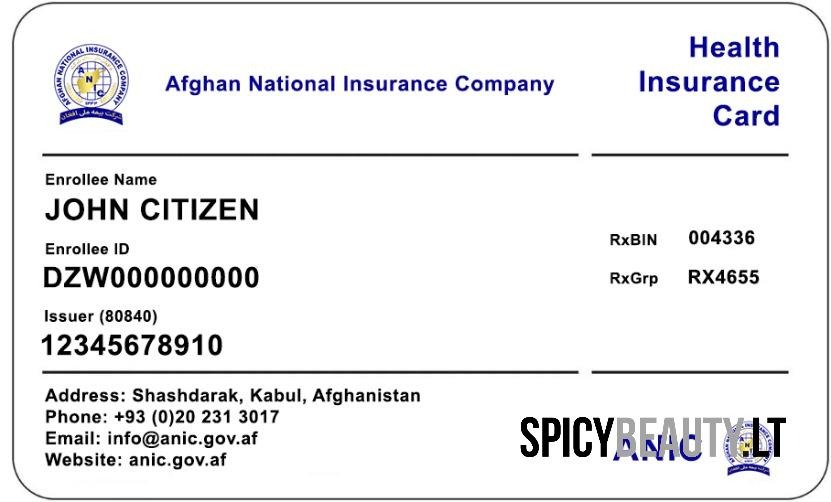 AFGHAN NATIONAL INSURANCE COMPANY
A N C
شرکت بیمه ملی افغان
Afghan National Insurance Company
Health
Insurance
Card
Enrollee Name
JOHN CITIZEN
Enrollee ID
DZW000000000
Issuer (80840)
12345678910
RxBIN 004336
RxGrp RX4655
Address: Shashdarak, Kabul, Afghanistan
Phone: +93 (0)20 231 3017
Email: info@anic.gov.af
Website: anic.gov.af
SPICYBEAUTY.LT
ANIC